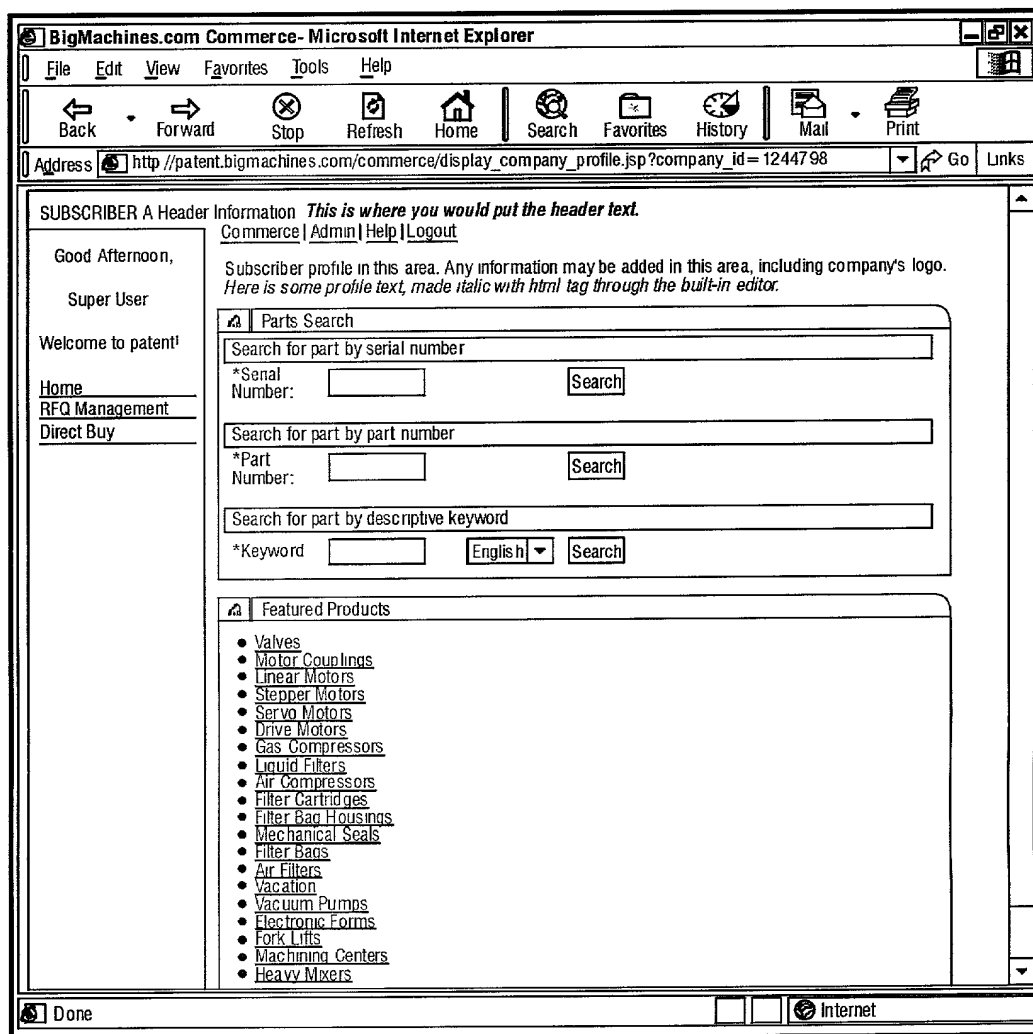 BigMachines.com Commerce- Microsoft Internet Explorer
File Edit View Favorites Tools Help
Back Forward Stop Refresh Home Search Favorites History Mail Print
Address http //patent.bigmachines.com/commerce/display_company_profile.jsp?company_id=1244798 Go Links
SUBSCRIBER A Header Information This is where you would put the header text.
Commerce | Admin | Help | Logout
Good Afternoon,
Super User
Welcome to patent!
Home
RFQ Management
Direct Buy
Subscriber profile in this area. Any information may be added in this area, including company's logo.
Here is some profile text, made italic with html tag through the built-in editor.
Parts Search
Search for part by serial number
*Serial
Number:
Search
Search for part by part number
*Part
Number:
Search
Search for part by descriptive keyword
*Keyword English Search
Featured Products
Valves
Motor Couplings
Linear Motors
Stepper Motors
Servo Motors
Drive Motors
Gas Compressors
Liquid Filters
Air Compressors
Filter Cartridges
Filter Bag Housings
Mechanical Seals
Filter Bags
Air Filters
Vacation
Vacuum Pumps
Electronic Forms
Fork Lifts
Machining Centers
Heavy Mixers
Done Internet